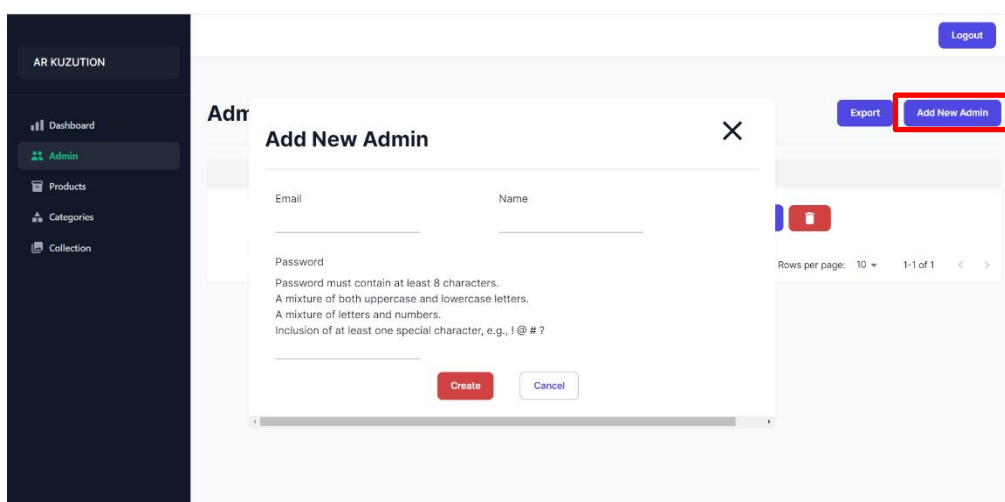 Logout
AR KUZUTION
Dashboard
Admin
Products
Categories
Collection
Adm
Export
Add New Admin
Add New Admin
Email
Name
Password
Password must contain at least 8 characters.
A mixture of both uppercase and lowercase letters.
A mixture of letters and numbers.
Inclusion of at least one special character, e.g., ! @ # ?
Create
Cancel
Rows per page: 10
1-1 of 1